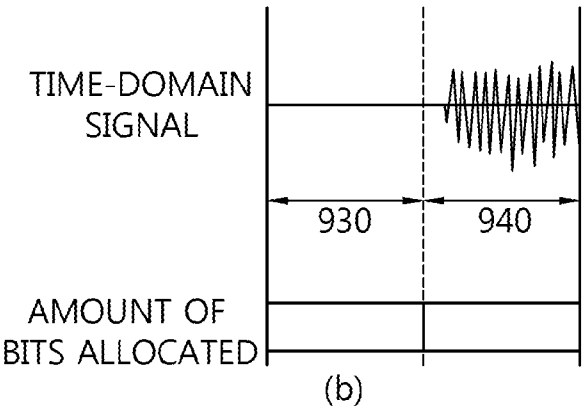 TIME-DOMAIN
SIGNAL
930
940
AMOUNT OF
BITS ALLOCATED
(b)